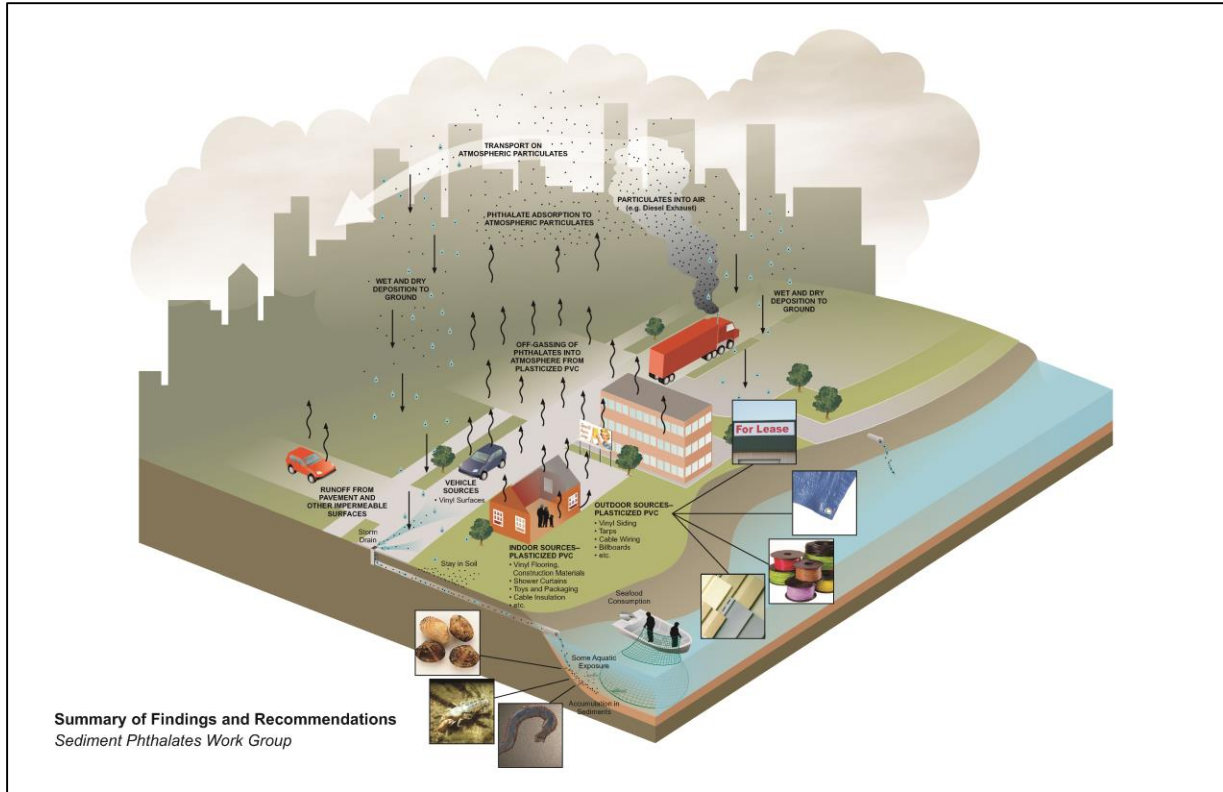 TRANSPORT ON
ATMOSPHERIC PARTICULATES
PARTICULATES INTO AIR
(e.g. Diesel Exhaust)
PHTHALATE ADSORPTION TO
ATMOSPHERIC PARTICULATES
WET AND DRY
DEPOSITION TO
GROUND
WET AND DRY
DEPOSITION TO
GROUND
OFF-GASSING OF
PHTHALATES INTO
ATMOSPHERE FROM
PLASTICIZED PVC
For Lease
RUNOFF FROM
PAVEMENT AND
OTHER IMPERMEABLE
SURFACES
VEHICLE
SOURCES
• Vinyl Surfaces
OUTDOOR SOURCES–
PLASTICIZED PVC
• Vinyl Siding
• Tarps
• Cable Wiring
• Billboards
• etc.
Storm
Drain
Stay in Soil
INDOOR SOURCES–
PLASTICIZED PVC
• Vinyl Flooring,
Construction Materials
• Shower Curtains
• Toys and Packaging
• Cable Insulation
• etc.
Seafood
Consumption
Some Aquatic
Exposure
Accumulation in
Sediments
Summary of Findings and Recommendations
Sediment Phthalates Work Group